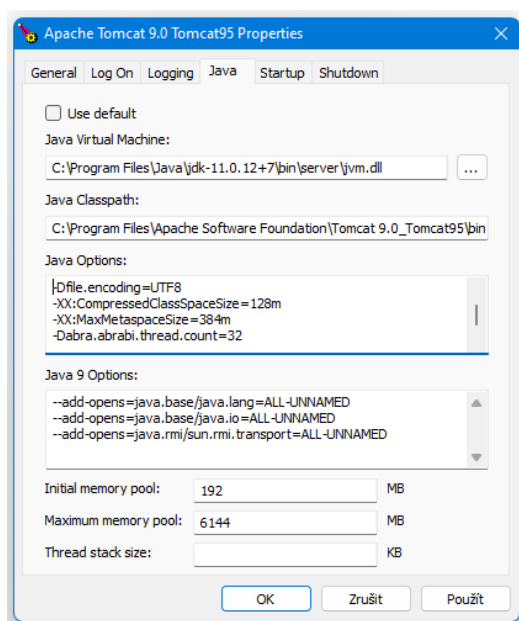 Apache Tomcat 9.0 Tomcat95 Properties
General Log On Logging Java Startup Shutdown
Use default
Java Virtual Machine:
C:\Program Files\Java\jdk-11.0.12+7\bin\server\jvm.dll ...
Java Classpath:
C:\Program Files\Apache Software Foundation\Tomcat 9.0_Tomcat95\bin
Java Options:
-Dfile.encoding=UTF8
-XX:CompressedClassSpaceSize=128m
-XX:MaxMetaspaceSize=384m
-Dabra.abrabi.thread.count=32
Java 9 Options:
--add-opens=java.base/java.lang=ALL-UNNAMED
--add-opens=java.base/java.io=ALL-UNNAMED
--add-opens=java.rmi/sun.rmi.transport=ALL-UNNAMED
Initial memory pool: 192 MB
Maximum memory pool: 6144 MB
Thread stack size: KB
OK Zrušit Použít